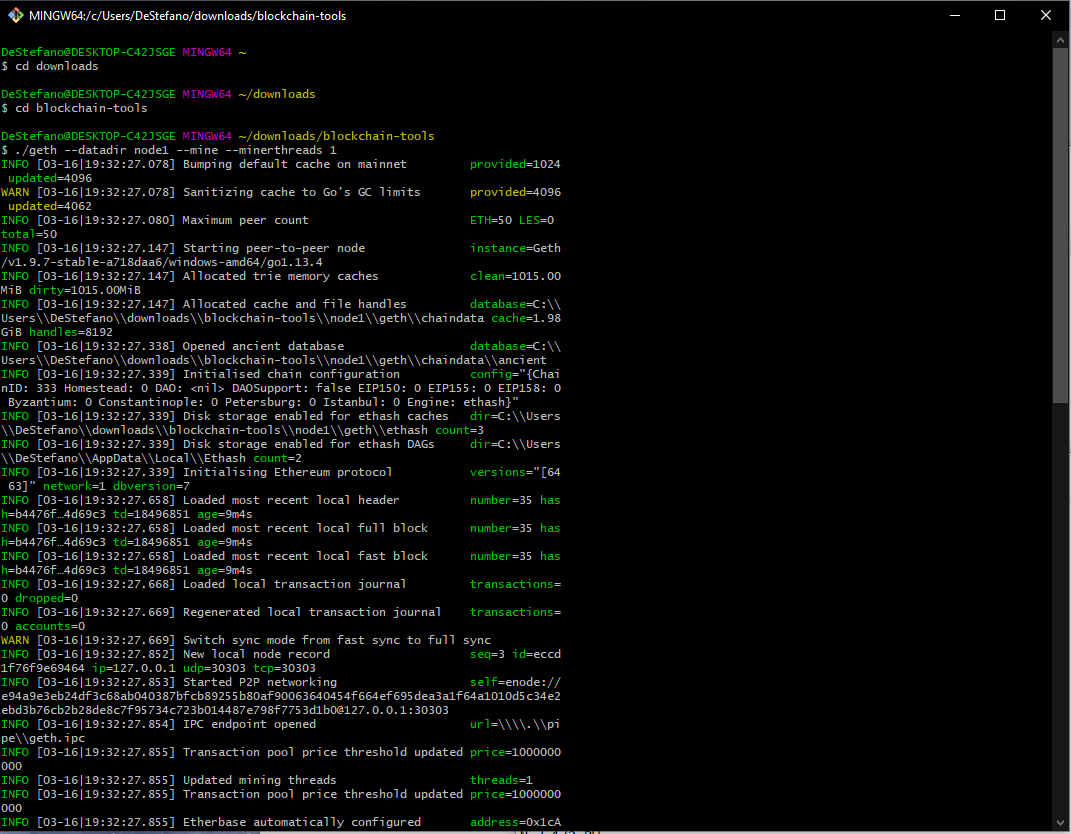 MINGW64:/c/Users/DeStefano/downloads/blockchain-tools
DeStefano@DESKTOP-C42JSGE MINGW64 ~
$ cd downloads
DeStefano@DESKTOP-C42JSGE MINGW64 ~/downloads
$ cd blockchain-tools
DeStefano@DESKTOP-C42JSGE MINGW64 ~/downloads/blockchain-tools
$ ./geth --datadir node1 --mine --minerthreads 1
INFO [03-16|19:32:27.078] Bumping default cache on mainnet provided=1024
updated=4096
WARN [03-16|19:32:27.078] Sanitizing cache to Go's GC limits provided=4096
updated=4062
INFO [03-16|19:32:27.080] Maximum peer count ETH=50 LES=0
total=50
INFO [03-16|19:32:27.147] Starting peer-to-peer node instance=Geth
/v1.9.7-stable-a718daa6/windows-amd64/go1.13.4
INFO [03-16|19:32:27.147] Allocated trie memory caches clean=1015.00
MiB dirty=1015.00MiB
INFO [03-16|19:32:27.147] Allocated cache and file handles database=C:\\
Users\\DeStefano\\downloads\\blockchain-tools\\node1\\geth\\chaindata cache=1.98
GiB handles=8192
INFO [03-16|19:32:27.338] Opened ancient database database=C:\\
Users\\DeStefano\\downloads\\blockchain-tools\\node1\\geth\\chaindata\\ancient
INFO [03-16|19:32:27.339] Initialised chain configuration config="{Chai
nID: 333 Homestead: 0 DAO: <nil> DAOSupport: false EIP150: 0 EIP155: 0 EIP158: 0
Byzantium: 0 Constantinople: 0 Petersburg: 0 Istanbul: 0 Engine: ethash}"
INFO [03-16|19:32:27.339] Disk storage enabled for ethash caches dir=C:\\Users
\\DeStefano\\downloads\\blockchain-tools\\node1\\geth\\ethash count=3
INFO [03-16|19:32:27.339] Disk storage enabled for ethash DAGs dir=C:\\Users
\\DeStefano\\AppData\\Local\\Ethash count=2
INFO [03-16|19:32:27.339] Initialising Ethereum protocol versions="[64
63]" network=1 dbversion=7
INFO [03-16|19:32:27.658] Loaded most recent local header number=35 has
h=b4476f…4d69c3 td=18496851 age=9m4s
INFO [03-16|19:32:27.658] Loaded most recent local full block number=35 has
h=b4476f…4d69c3 td=18496851 age=9m4s
INFO [03-16|19:32:27.658] Loaded most recent local fast block number=35 has
h=b4476f…4d69c3 td=18496851 age=9m4s
INFO [03-16|19:32:27.668] Loaded local transaction journal transactions=
0 dropped=0
INFO [03-16|19:32:27.669] Regenerated local transaction journal transactions=
0 accounts=0
WARN [03-16|19:32:27.669] Switch sync mode from fast sync to full sync
INFO [03-16|19:32:27.852] New local node record seq=3 id=eccd
1f76f9e69464 ip=127.0.0.1 udp=30303 tcp=30303
INFO [03-16|19:32:27.853] Started P2P networking self=enode://
e94a9e3eb24df3c68ab040387bfcb89255b80af90063640454f664ef695dea3a1f64a1010d5c34e2
ebd3b76cb2b28de8c7f95734c723b014487e798f7753d1b0@127.0.0.1:30303
INFO [03-16|19:32:27.854] IPC endpoint opened url=\\\\.\\pi
pe\\geth.ipc
INFO [03-16|19:32:27.855] Transaction pool price threshold updated price=1000000
000
INFO [03-16|19:32:27.855] Updated mining threads threads=1
INFO [03-16|19:32:27.855] Transaction pool price threshold updated price=1000000
000
INFO [03-16|19:32:27.855] Etherbase automatically configured address=0x1cA